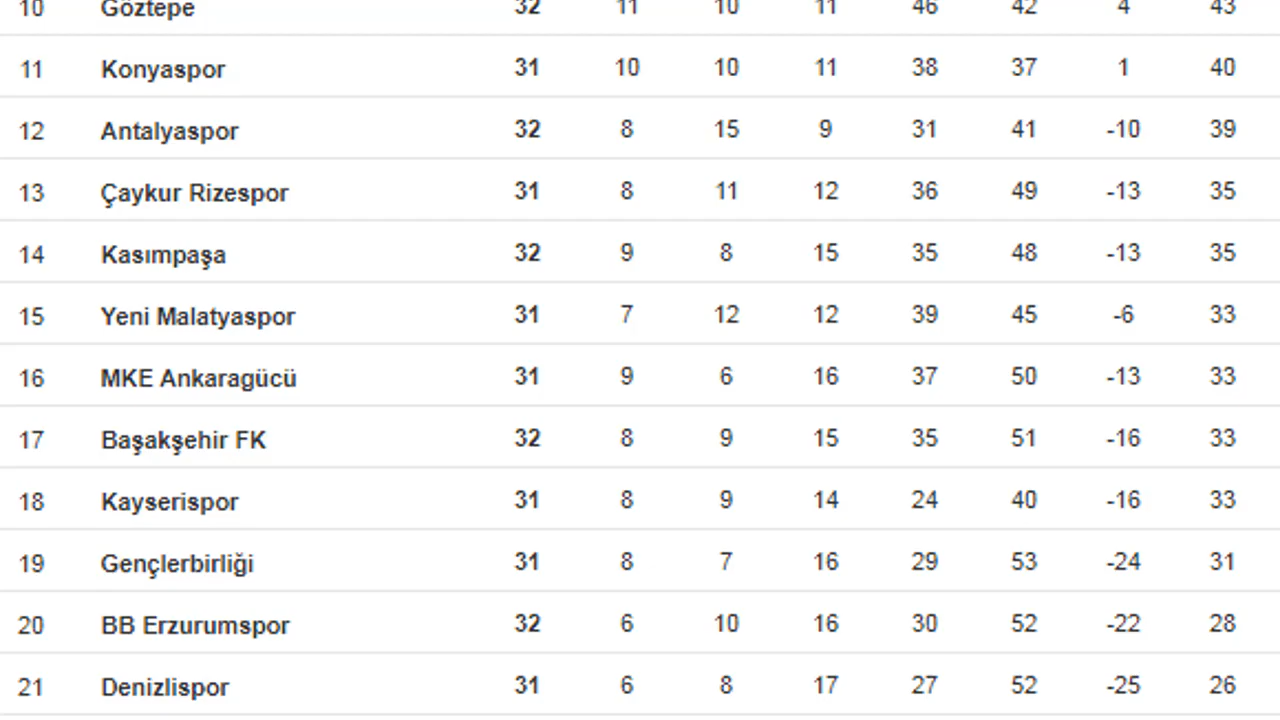 10 Göztepe 32 11 10 11 46 42 4 43
11 Konyaspor 31 10 10 11 38 37 1 40
12 Antalyaspor 32 8 15 9 31 41 -10 39
13 Çaykur Rizespor 31 8 11 12 36 49 -13 35
14 Kasımpaşa 32 9 8 15 35 48 -13 35
15 Yeni Malatyaspor 31 7 12 12 39 45 -6 33
16 MKE Ankaragücü 31 9 6 16 37 50 -13 33
17 Başakşehir FK 32 8 9 15 35 51 -16 33
18 Kayserispor 31 8 9 14 24 40 -16 33
19 Gençlerbirliği 31 8 7 16 29 53 -24 31
20 BB Erzurumspor 32 6 10 16 30 52 -22 28
21 Denizlispor 31 6 8 17 27 52 -25 26